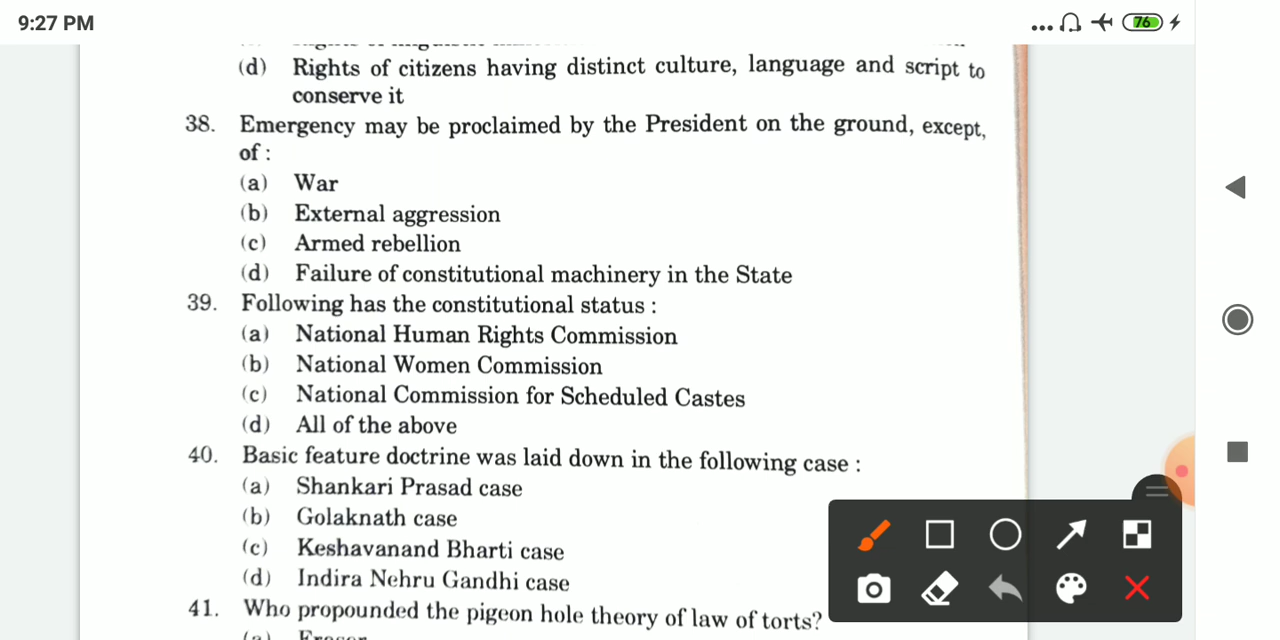 9:27 PM
76
(d) Rights of citizens having distinct culture, language and script to
conserve it
38. Emergency may be proclaimed by the President on the ground, except,
of :
(a) War
(b) External aggression
(c) Armed rebellion
(d) Failure of constitutional machinery in the State
39. Following has the constitutional status :
(a) National Human Rights Commission
(b) National Women Commission
(c) National Commission for Scheduled Castes
(d) All of the above
40. Basic feature doctrine was laid down in the following case :
(a) Shankari Prasad case
(b) Golaknath case
(c) Keshavanand Bharti case
(d) Indira Nehru Gandhi case
41. Who propounded the pigeon hole theory of law of torts?